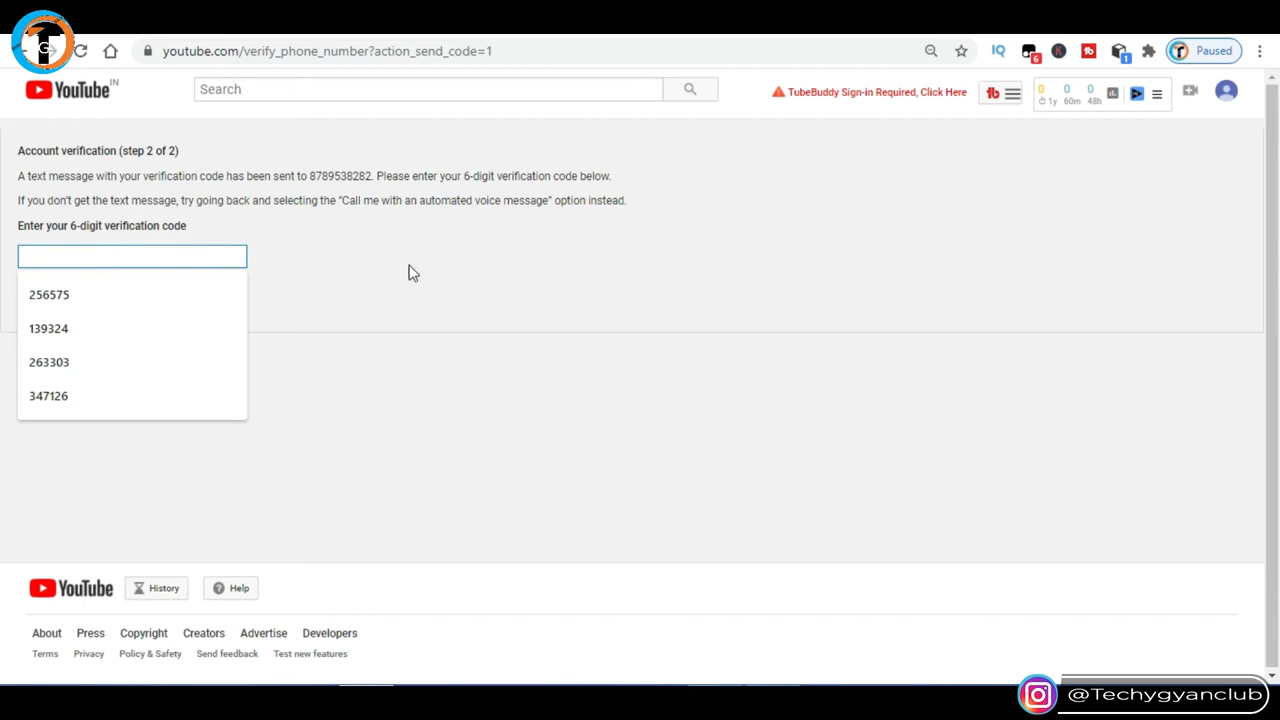 TG
youtube.com/verify_phone_number?action_send_code=1
6
K
tb
1
Paused
YouTube IN
Search
TubeBuddy Sign-in Required, Click Here
tb
0 0 0
1y 60m 48h
Account verification (step 2 of 2)
A text message with your verification code has been sent to 8789538282. Please enter your 6-digit verification code below.
If you don't get the text message, try going back and selecting the “Call me with an automated voice message” option instead.
Enter your 6-digit verification code
256575
139324
263303
347126
YouTube History Help
About Press Copyright Creators Advertise Developers
Terms Privacy Policy & Safety Send feedback Test new features
@Techygyanclub